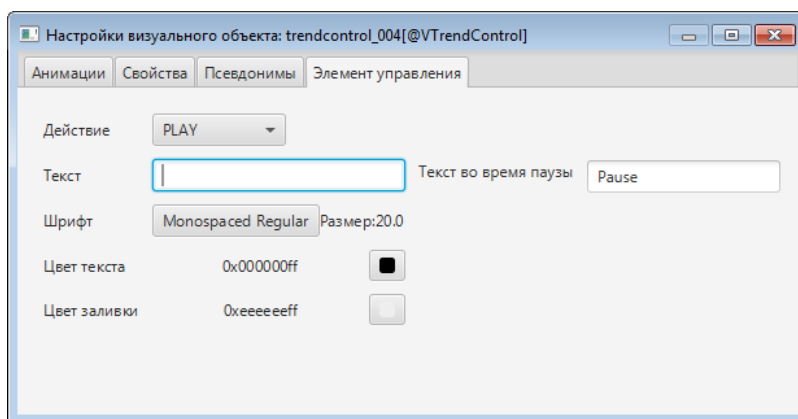 Настройки визуального объекта: trendcontrol_004[@VTrendControl]
Анимации Свойства Псевдонимы Элемент управления
Действие PLAY
Текст Текст во время паузы Pause
Шрифт Monospaced Regular Размер:20.0
Цвет текста 0x000000ff
Цвет заливки 0xeeeeeeff